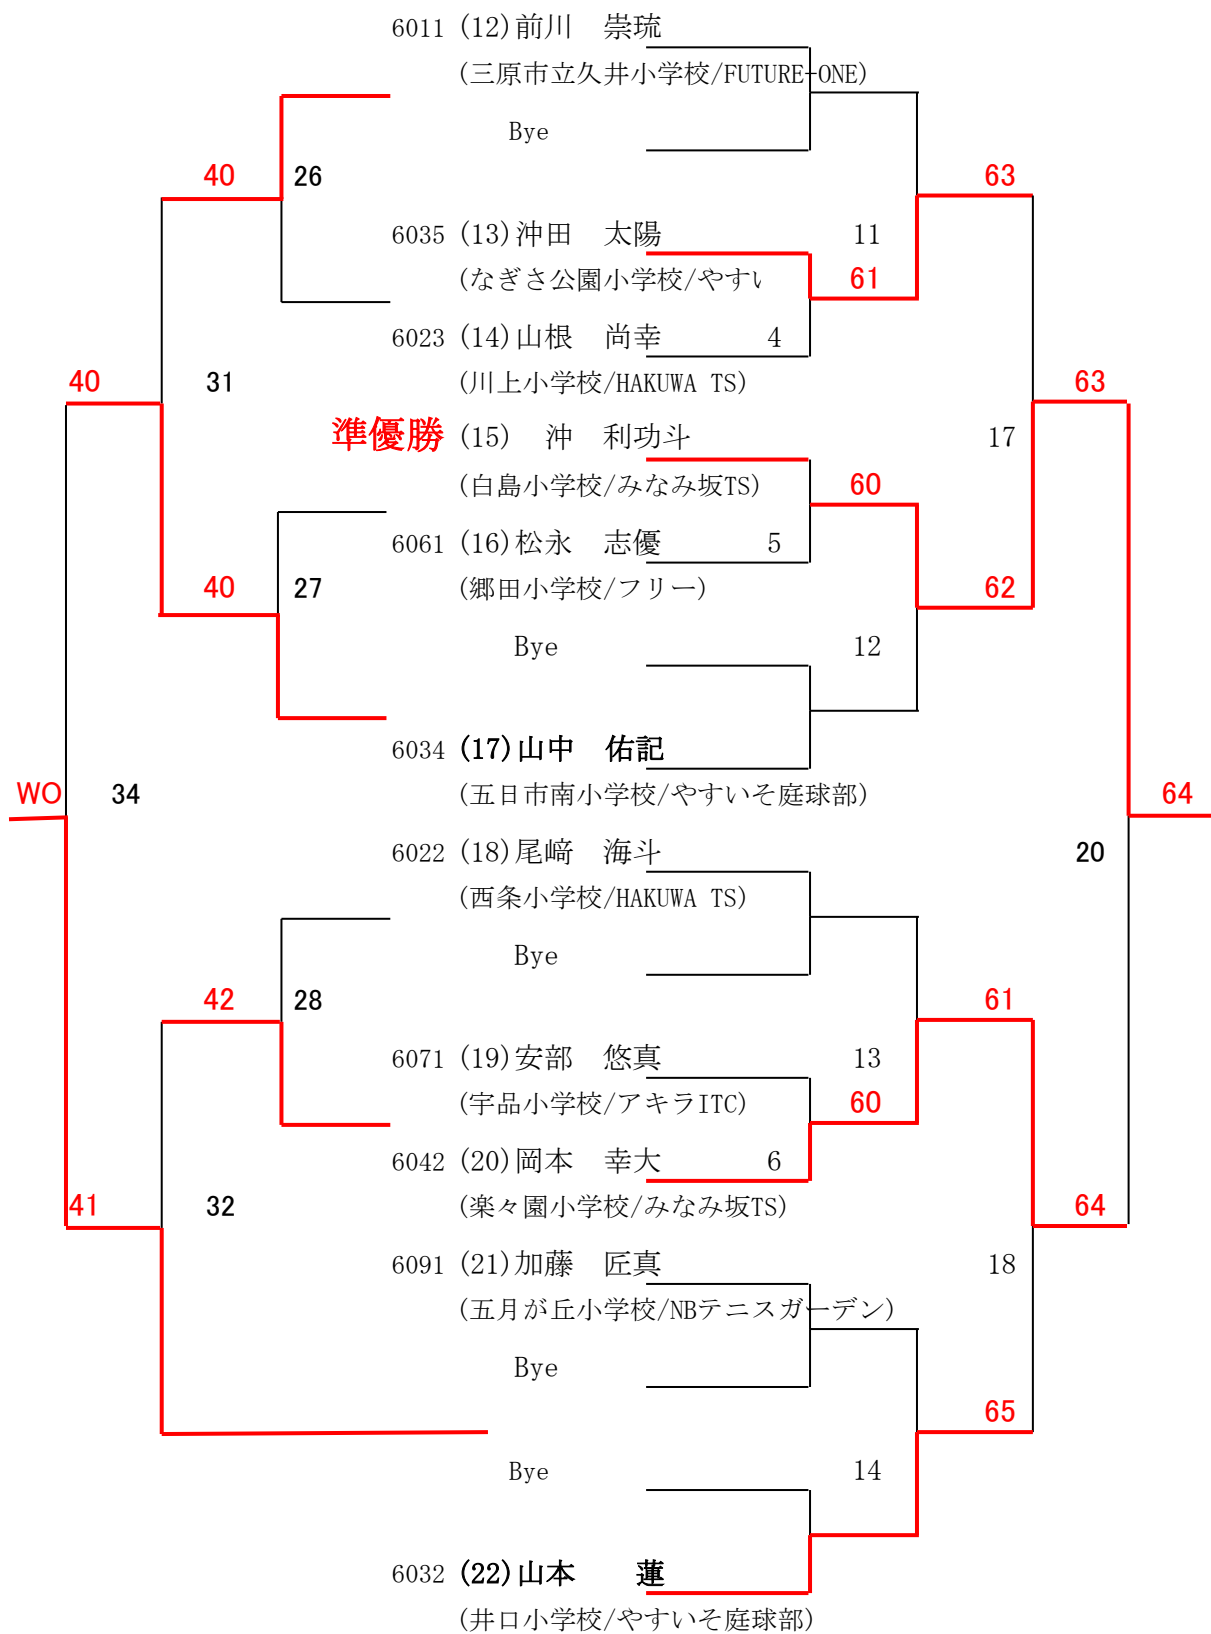 6011 (12)前川　崇琉
(三原市立久井小学校/FUTURE-ONE)
Bye
40 26 63
6035 (13)沖田　太陽 11
(なぎさ公園小学校/やすい 61
6023 (14)山根　尚幸 4
40 31 (川上小学校/HAKUWA TS) 63
準優勝 (15)　沖　利功斗 17
(白島小学校/みなみ坂TS) 60
6061 (16)松永　志優 5
40 27 (郷田小学校/フリー) 62
Bye 12
6034 (17)山中　佑記
WO 34 (五日市南小学校/やすいそ庭球部) 64
6022 (18)尾﨑　海斗 20
(西条小学校/HAKUWA TS)
Bye
42 28 61
6071 (19)安部　悠真 13
(宇品小学校/アキラITC) 60
6042 (20)岡本　幸大 6
41 32 (楽々園小学校/みなみ坂TS) 64
6091 (21)加藤　匠真 18
(五月が丘小学校/NBテニスガーデン)
Bye
65
Bye 14
6032 (22)山本　　蓮
(井口小学校/やすいそ庭球部)